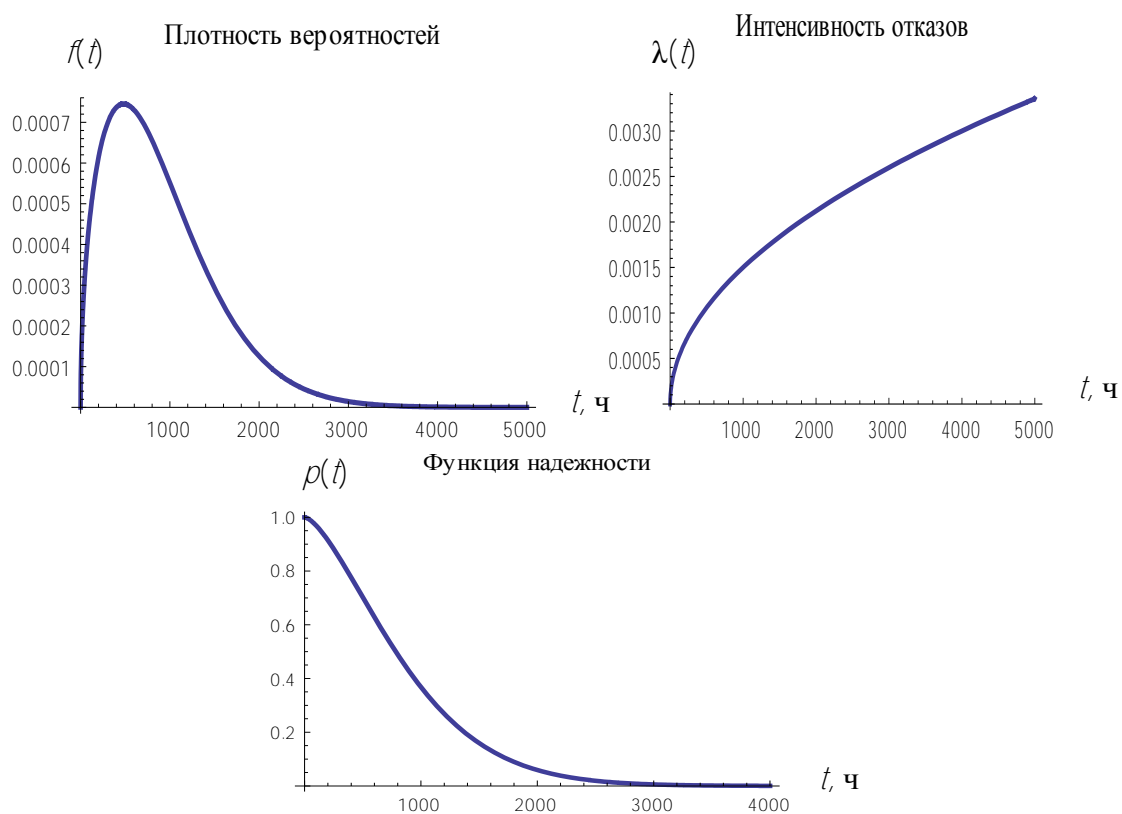 Плотность вероятностей
f(t)
0.0007
0.0006
0.0005
0.0004
0.0003
0.0002
0.0001
1000 2000 3000 4000 5000
t, ч
Интенсивность отказов
λ(t)
0.0030
0.0025
0.0020
0.0015
0.0010
0.0005
1000 2000 3000 4000 5000
t, ч
Функция надежности
p(t)
1.0
0.8
0.6
0.4
0.2
1000 2000 3000 4000
t, ч